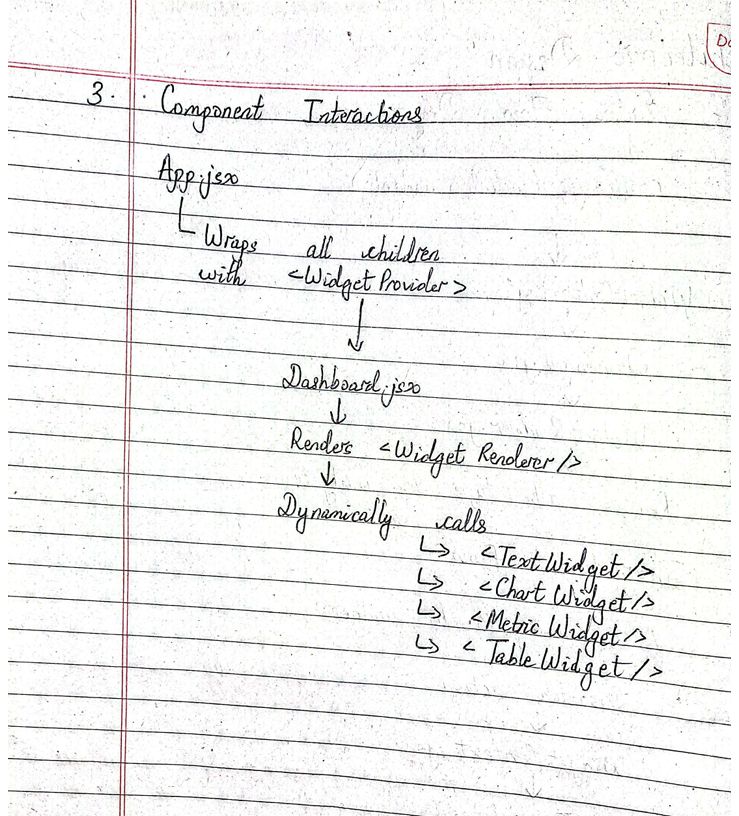 3. Component Interactions
App.jsx
Wraps all children
with <Widget Provider>
Dashboard.jsx
Renders <Widget Renderer/>
Dynamically calls
<Text Widget/>
<Chart Widget/>
<Metric Widget/>
<Table Widget/>